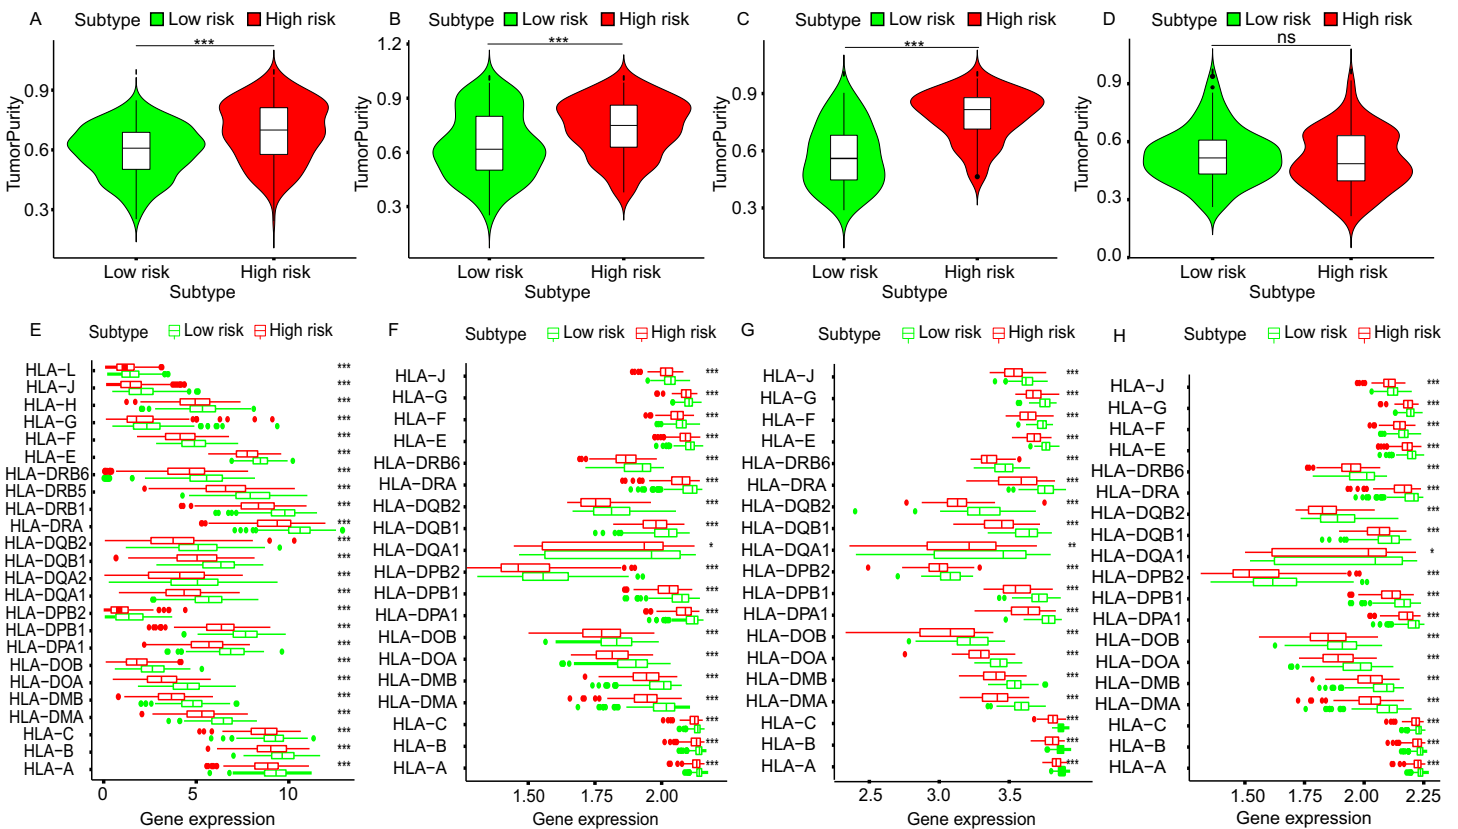 A Subtype Low risk High risk
TumorPurity
0.9
0.6
0.3
***
Low risk High risk
Subtype
B Subtype Low risk High risk
TumorPurity
1.2
0.9
0.6
0.3
***
Low risk High risk
Subtype
C Subtype Low risk High risk
TumorPurity
0.9
0.6
0.3
***
Low risk High risk
Subtype
D Subtype Low risk High risk
TumorPurity
0.9
0.6
0.3
0.0
ns
Low risk High risk
Subtype
E Subtype Low risk High risk
HLA−L ***
HLA−J ***
HLA−H ***
HLA−G ***
HLA−F ***
HLA−E ***
HLA−DRB6 ***
HLA−DRB5 ***
HLA−DRB1 ***
HLA−DRA ***
HLA−DQB2 ***
HLA−DQB1 ***
HLA−DQA2 ***
HLA−DQA1 ***
HLA−DPB2 ***
HLA−DPB1 ***
HLA−DPA1 ***
HLA−DOB ***
HLA−DOA ***
HLA−DMB ***
HLA−DMA ***
HLA−C ***
HLA−B ***
HLA−A ***
0 5 10
Gene expression
F Subtype Low risk High risk
HLA−J ***
HLA−G ***
HLA−F ***
HLA−E ***
HLA−DRB6 ***
HLA−DRA ***
HLA−DQB2 ***
HLA−DQB1 ***
HLA−DQA1 *
HLA−DPB2 ***
HLA−DPB1 ***
HLA−DPA1 ***
HLA−DOB ***
HLA−DOA ***
HLA−DMB ***
HLA−DMA ***
HLA−C ***
HLA−B ***
HLA−A ***
1.50 1.75 2.00
Gene expression
G Subtype Low risk High risk
HLA−J ***
HLA−G ***
HLA−F ***
HLA−E ***
HLA−DRB6 ***
HLA−DRA ***
HLA−DQB2 ***
HLA−DQB1 ***
HLA−DQA1 **
HLA−DPB2 ***
HLA−DPB1 ***
HLA−DPA1 ***
HLA−DOB ***
HLA−DOA ***
HLA−DMB ***
HLA−DMA ***
HLA−C ***
HLA−B ***
HLA−A ***
2.5 3.0 3.5
Gene expression
H Subtype Low risk High risk
HLA−J ***
HLA−G ***
HLA−F ***
HLA−E ***
HLA−DRB6 ***
HLA−DRA ***
HLA−DQB2 ***
HLA−DQB1 ***
HLA−DQA1 *
HLA−DPB2 ***
HLA−DPB1 ***
HLA−DPA1 ***
HLA−DOB ***
HLA−DOA ***
HLA−DMB ***
HLA−DMA ***
HLA−C ***
HLA−B ***
HLA−A ***
1.50 1.75 2.00 2.25
Gene expression